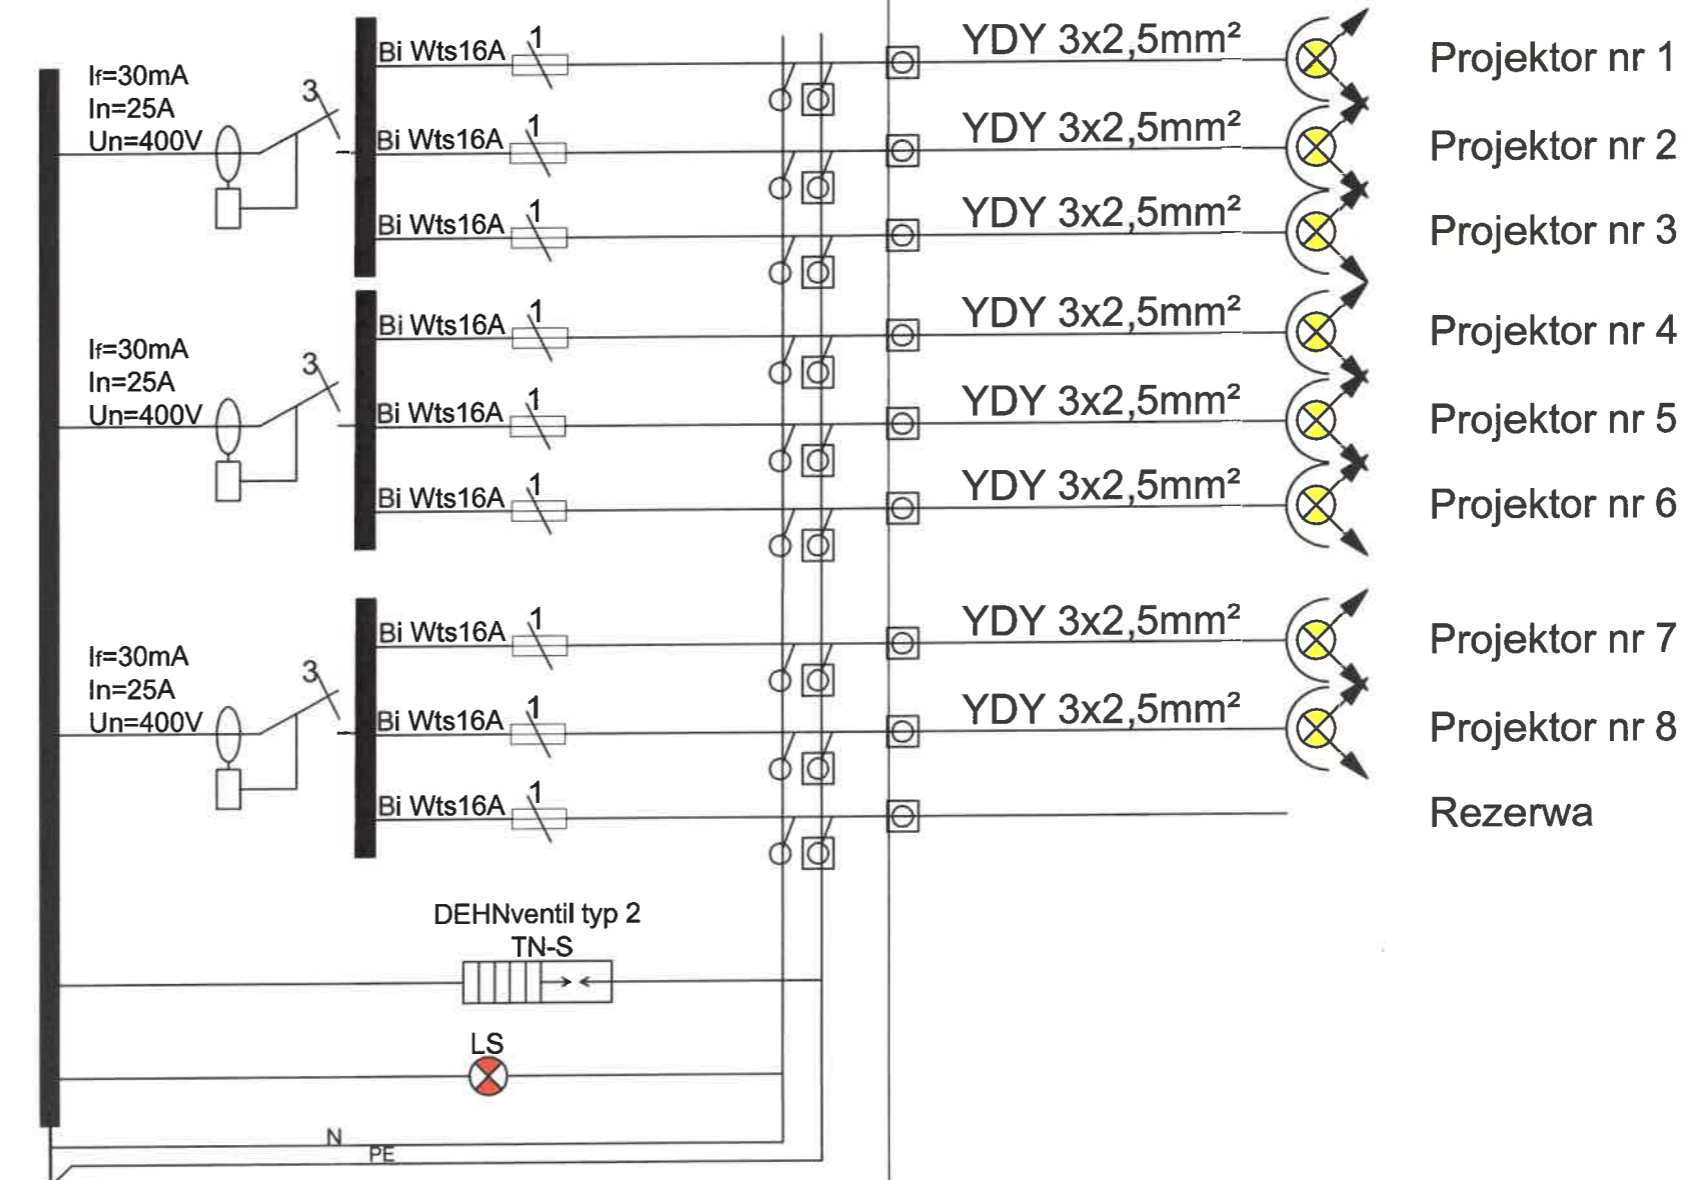 Bi Wts16A 1 YDY 3x2,5mm² Projektor nr 1
If=30mA
In=25A
Un=400V
3
Bi Wts16A 1 YDY 3x2,5mm² Projektor nr 2
Bi Wts16A 1 YDY 3x2,5mm² Projektor nr 3
Bi Wts16A 1 YDY 3x2,5mm² Projektor nr 4
If=30mA
In=25A
Un=400V
3
Bi Wts16A 1 YDY 3x2,5mm² Projektor nr 5
Bi Wts16A 1 YDY 3x2,5mm² Projektor nr 6
Bi Wts16A 1 YDY 3x2,5mm² Projektor nr 7
If=30mA
In=25A
Un=400V
3
Bi Wts16A 1 YDY 3x2,5mm² Projektor nr 8
Bi Wts16A 1 Rezerwa
DEHNventil typ 2
TN-S
LS
N
PE